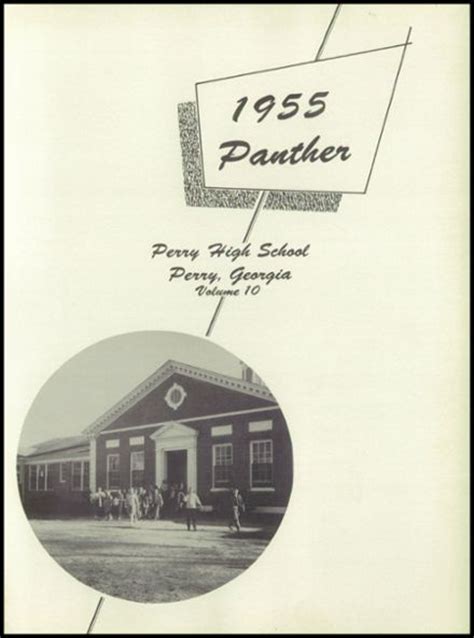 1955
Panther
Perry High School
Perry, Georgia
Volume 10